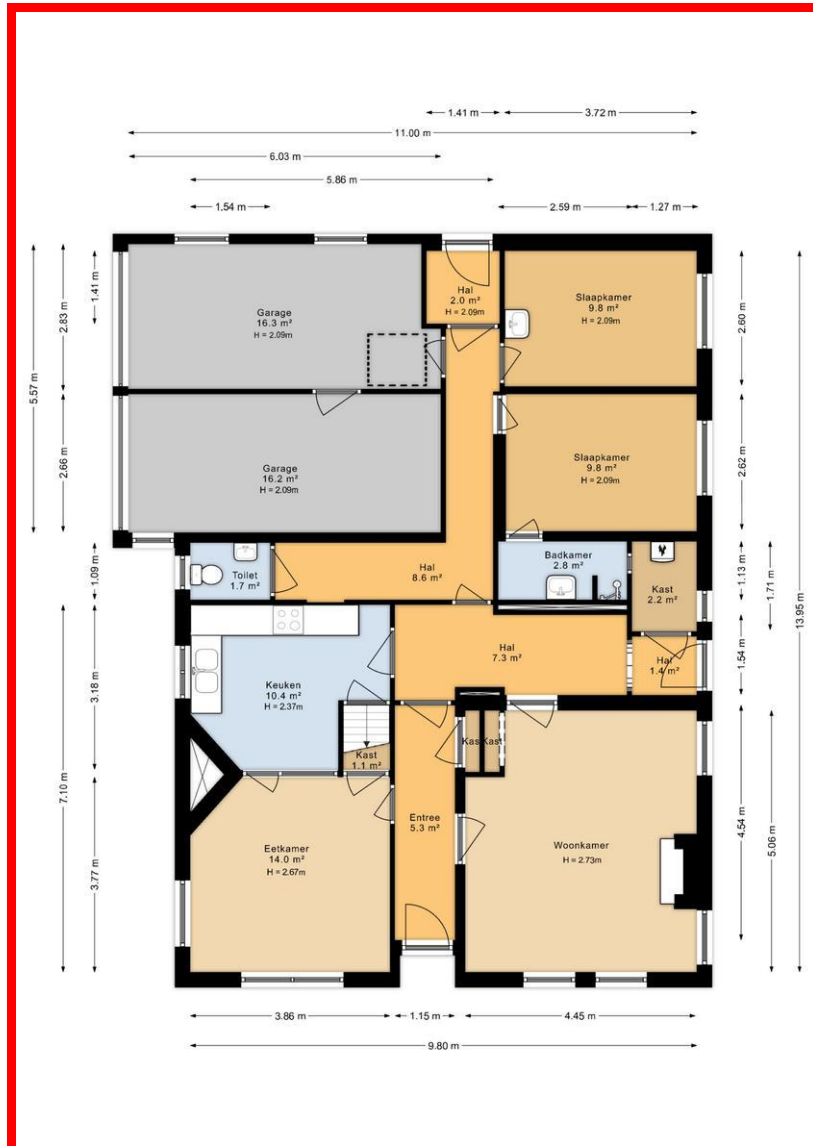 1.41 m
3.72 m
11.00 m
6.03 m
5.86 m
1.54 m
2.59 m
1.27 m
5.57 m
2.83 m
1.41 m
2.66 m
1.09 m
7.10 m
3.18 m
3.77 m
Garage
16.3 m²
H = 2.09m
Hal
2.0 m²
H = 2.09m
Slaapkamer
9.8 m²
H = 2.09m
Garage
16.2 m²
H = 2.09m
Slaapkamer
9.8 m²
H = 2.09m
Toilet
1.7 m²
Hal
8.6 m²
Badkamer
2.8 m²
Kast
2.2 m²
Keuken
10.4 m²
H = 2.37m
Hal
7.3 m²
Hal
1.4 m²
Kast
1.1 m²
Kas
Kast
Eetkamer
14.0 m²
H = 2.67m
Entree
5.3 m²
Woonkamer
H = 2.73m
2.60 m
2.62 m
1.13 m
1.71 m
1.54 m
13.95 m
4.54 m
5.06 m
3.86 m
1.15 m
4.45 m
9.80 m